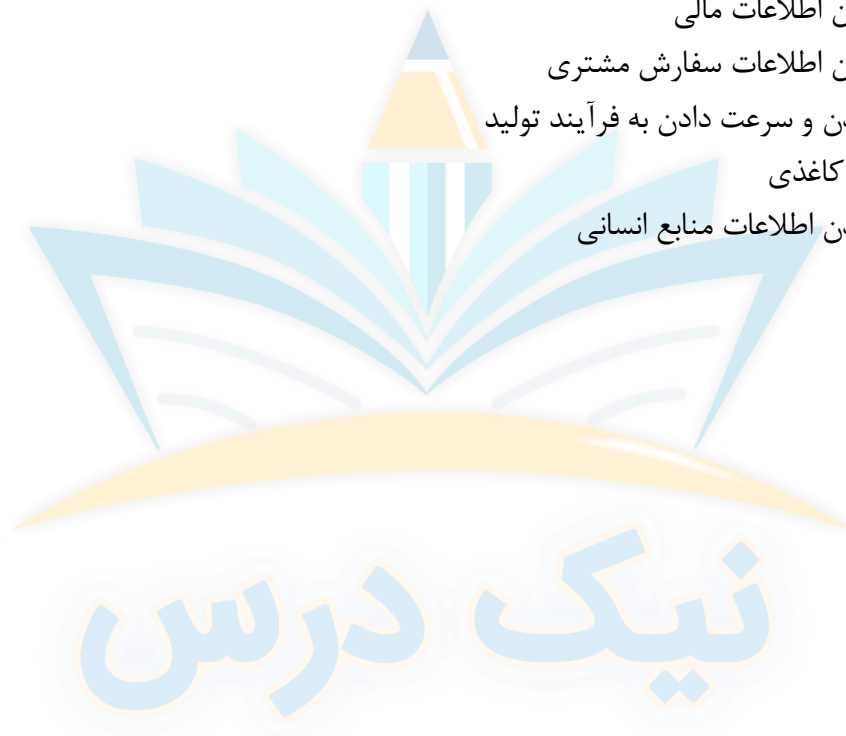 اطلاعات مالی
اطلاعات سفارش مشتری
و سرعت دادن به فرآیند تولید
کاغذی
اطلاعات منابع انسانی
نیک درس